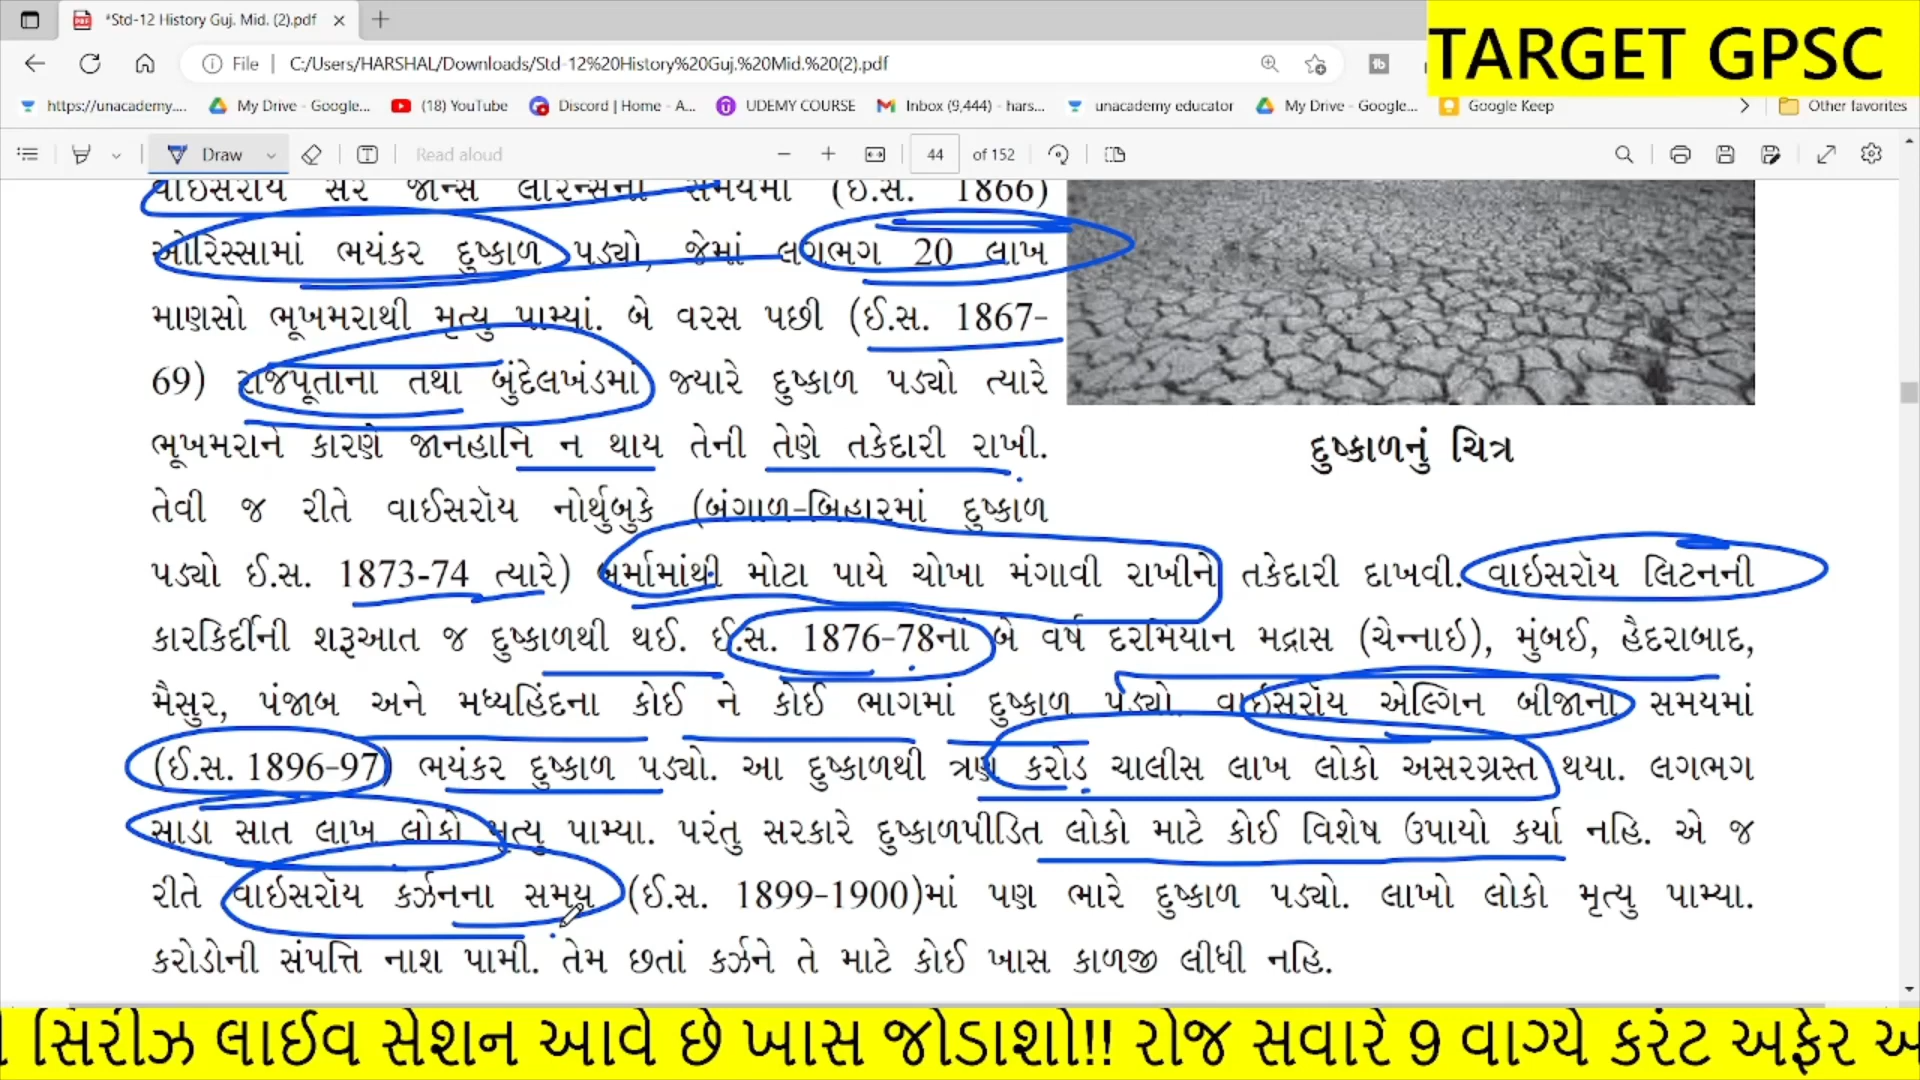 *Std-12 History Guj. Mid. (2).pdf
TARGET GPSC
File C:/Users/HARSHAL/Downloads/Std-12%20History%20Guj.%20Mid.%20(2).pdf
https://unacademy.... My Drive - Google... (18) YouTube Discord | Home - A... UDEMY COURSE Inbox (9,444) - hars... unacademy educator My Drive - Google... Google Keep Other favorites
Draw Read aloud 44 of 152
વાઇસરૉય સર જૉન્સ લૉરેન્સના સમયમાં (ઈ.સ. 1866)
ઓરિસ્સામાં ભયંકર દુષ્કાળ પડ્યો, જેમાં લગભગ 20 લાખ
માણસો ભૂખમરાથી મૃત્યુ પામ્યાં. બે વરસ પછી (ઈ.સ. 1867-
69) રાજપૂતાના તથા બુંદેલખંડમાં જ્યારે દુષ્કાળ પડ્યો ત્યારે
ભૂખમરાને કારણે જાનહાનિ ન થાય તેની તેણે તકેદારી રાખી.
દુષ્કાળનું ચિત્ર
તેવી જ રીતે વાઈસરૉય નોર્થબુકે (બંગાળ-બિહારમાં દુષ્કાળ
પડ્યો ઈ.સ. 1873-74 ત્યારે) બર્મામાંથી મોટા પાયે ચોખા મંગાવી રાખીને તકેદારી દાખવી. વાઇસરૉય લિટનની
કારકિર્દીની શરૂઆત જ દુષ્કાળથી થઈ. ઈ.સ. 1876-78નાં બે વર્ષ દરમિયાન મદ્રાસ (ચેન્નાઇ), મુંબઈ, હૈદરાબાદ,
મૈસુર, પંજાબ અને મધ્યહિંદના કોઈ ને કોઈ ભાગમાં દુષ્કાળ પડ્યો. વાઇસરૉય એલ્ગિન બીજાના સમયમાં
(ઈ.સ. 1896-97) ભયંકર દુષ્કાળ પડ્યો. આ દુષ્કાળથી ત્રણ કરોડ ચાલીસ લાખ લોકો અસરગ્રસ્ત થયા. લગભગ
સાડા સાત લાખ લોકો મૃત્યુ પામ્યા. પરંતુ સરકારે દુષ્કાળપીડિત લોકો માટે કોઈ વિશેષ ઉપાયો કર્યા નહિ. એ જ
રીતે વાઇસરૉય કર્ઝનના સમય (ઈ.સ. 1899-1900)માં પણ ભારે દુષ્કાળ પડ્યો. લાખો લોકો મૃત્યુ પામ્યા.
કરોડોની સંપત્તિ નાશ પામી. તેમ છતાં કર્ઝને તે માટે કોઈ ખાસ કાળજી લીધી નહિ.
સિરીઝ લાઈવ સેશન આવે છે ખાસ જોડાશો!! રોજ સવારે 9 વાગ્યે કરંટ અફેર